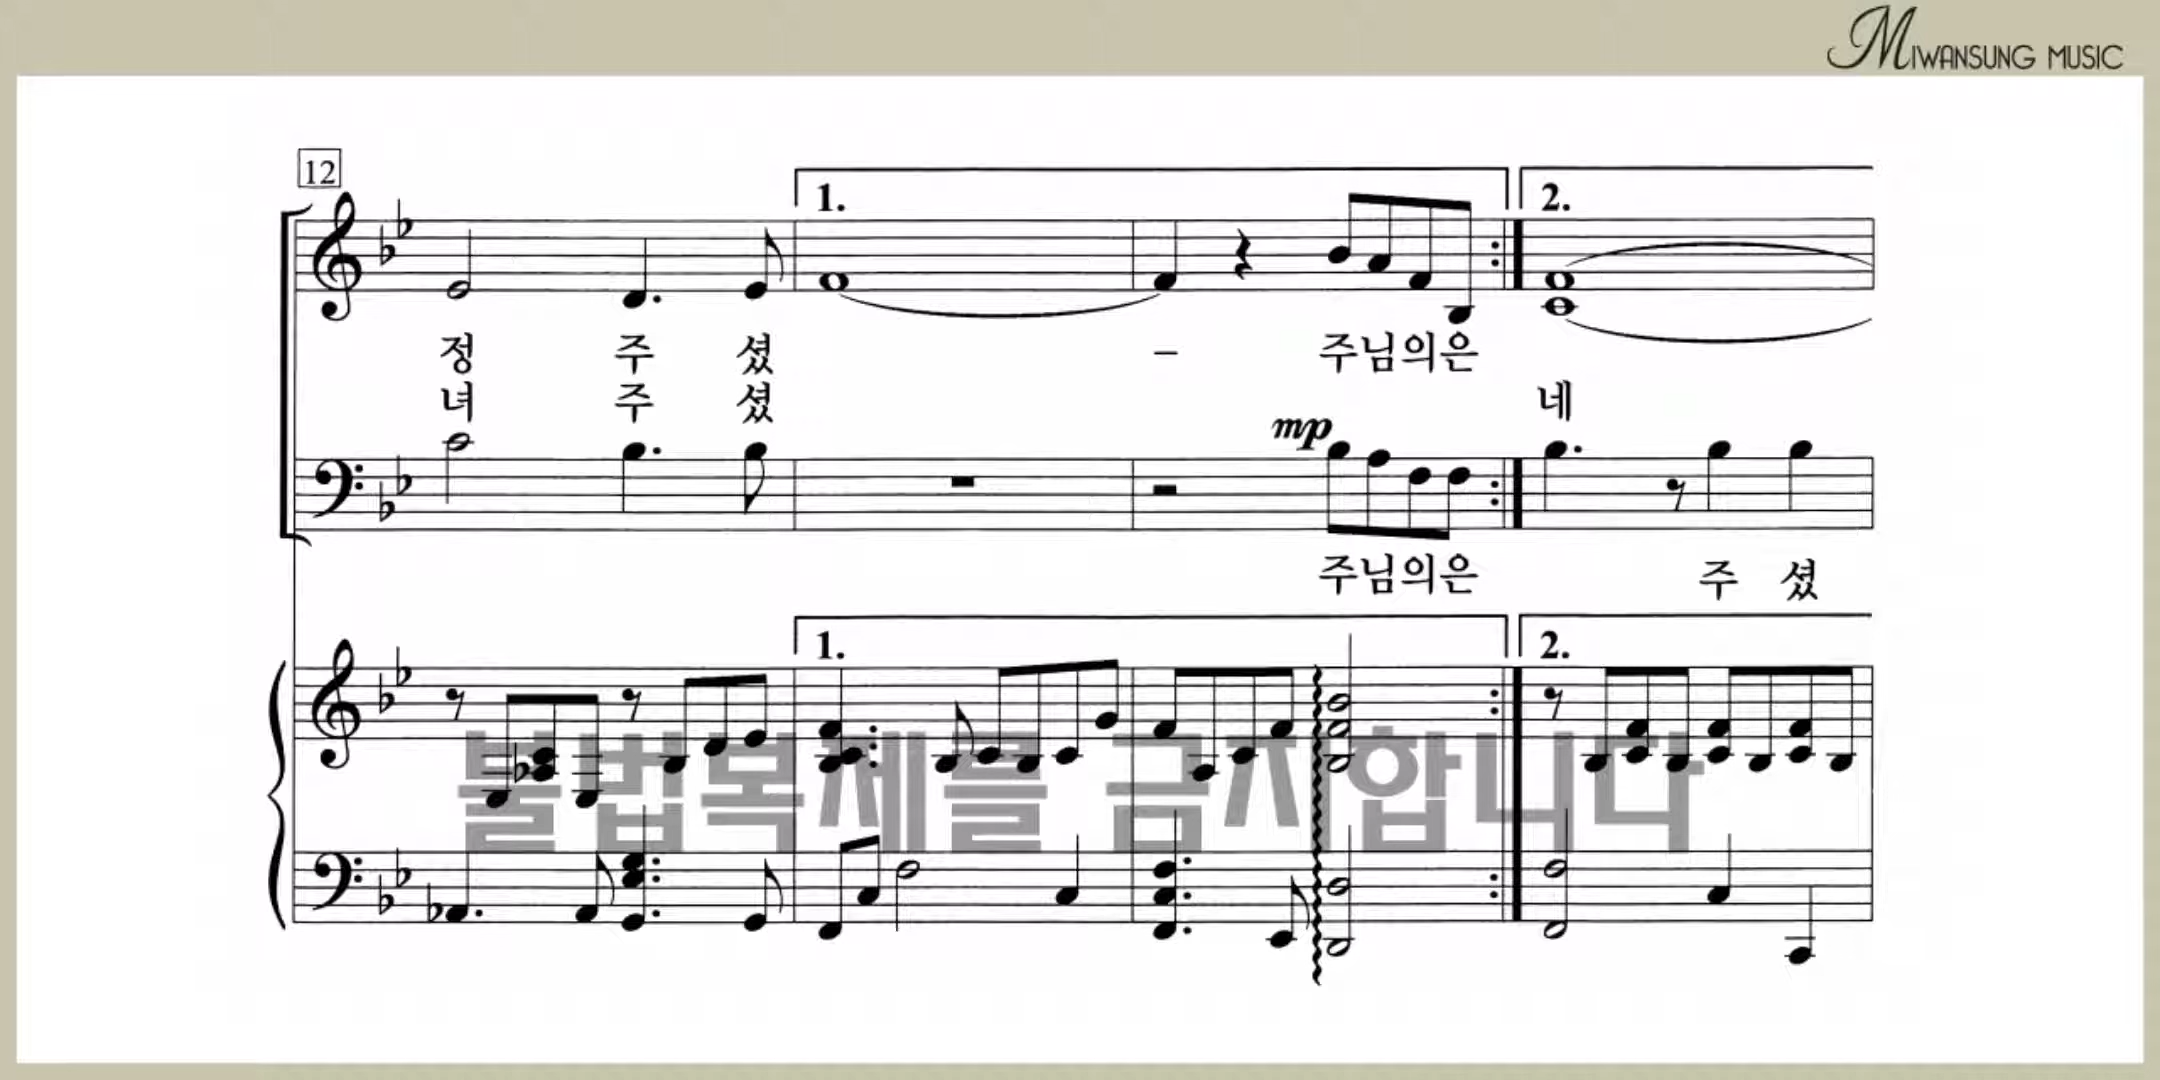 MIWANSUNG MUSIC
12
1. 2.
정 주 셨 – 주님의은
녀 주 셨 네
mp
주님의은 주 셨
1. 2.
불법복제를 금지합니다